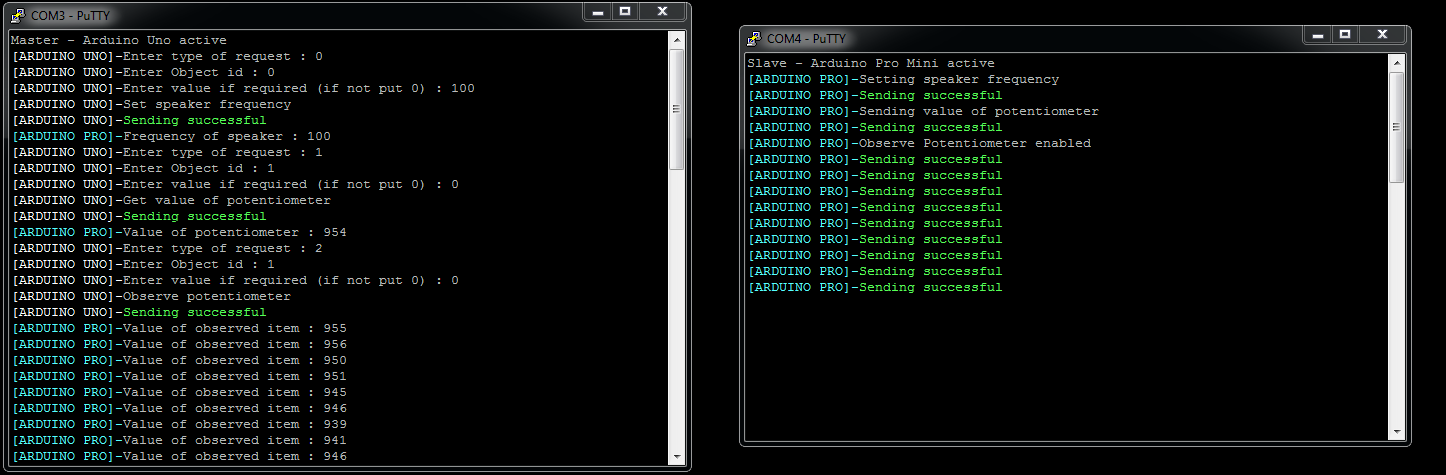 COM3 - PuTTY
Master - Arduino Uno active
[ARDUINO UNO]-Enter type of request : 0
[ARDUINO UNO]-Enter Object id : 0
[ARDUINO UNO]-Enter value if required (if not put 0) : 100
[ARDUINO UNO]-Set speaker frequency
[ARDUINO UNO]-Sending successful
[ARDUINO PRO]-Frequency of speaker : 100
[ARDUINO UNO]-Enter type of request : 1
[ARDUINO UNO]-Enter Object id : 1
[ARDUINO UNO]-Enter value if required (if not put 0) : 0
[ARDUINO UNO]-Get value of potentiometer
[ARDUINO UNO]-Sending successful
[ARDUINO PRO]-Value of potentiometer : 954
[ARDUINO UNO]-Enter type of request : 2
[ARDUINO UNO]-Enter Object id : 1
[ARDUINO UNO]-Enter value if required (if not put 0) : 0
[ARDUINO UNO]-Observe potentiometer
[ARDUINO UNO]-Sending successful
[ARDUINO PRO]-Value of observed item : 955
[ARDUINO PRO]-Value of observed item : 956
[ARDUINO PRO]-Value of observed item : 950
[ARDUINO PRO]-Value of observed item : 951
[ARDUINO PRO]-Value of observed item : 945
[ARDUINO PRO]-Value of observed item : 946
[ARDUINO PRO]-Value of observed item : 939
[ARDUINO PRO]-Value of observed item : 941
[ARDUINO PRO]-Value of observed item : 946
COM4 - PuTTY
Slave - Arduino Pro Mini active
[ARDUINO PRO]-Setting speaker frequency
[ARDUINO PRO]-Sending successful
[ARDUINO PRO]-Sending value of potentiometer
[ARDUINO PRO]-Sending successful
[ARDUINO PRO]-Observe Potentiometer enabled
[ARDUINO PRO]-Sending successful
[ARDUINO PRO]-Sending successful
[ARDUINO PRO]-Sending successful
[ARDUINO PRO]-Sending successful
[ARDUINO PRO]-Sending successful
[ARDUINO PRO]-Sending successful
[ARDUINO PRO]-Sending successful
[ARDUINO PRO]-Sending successful
[ARDUINO PRO]-Sending successful